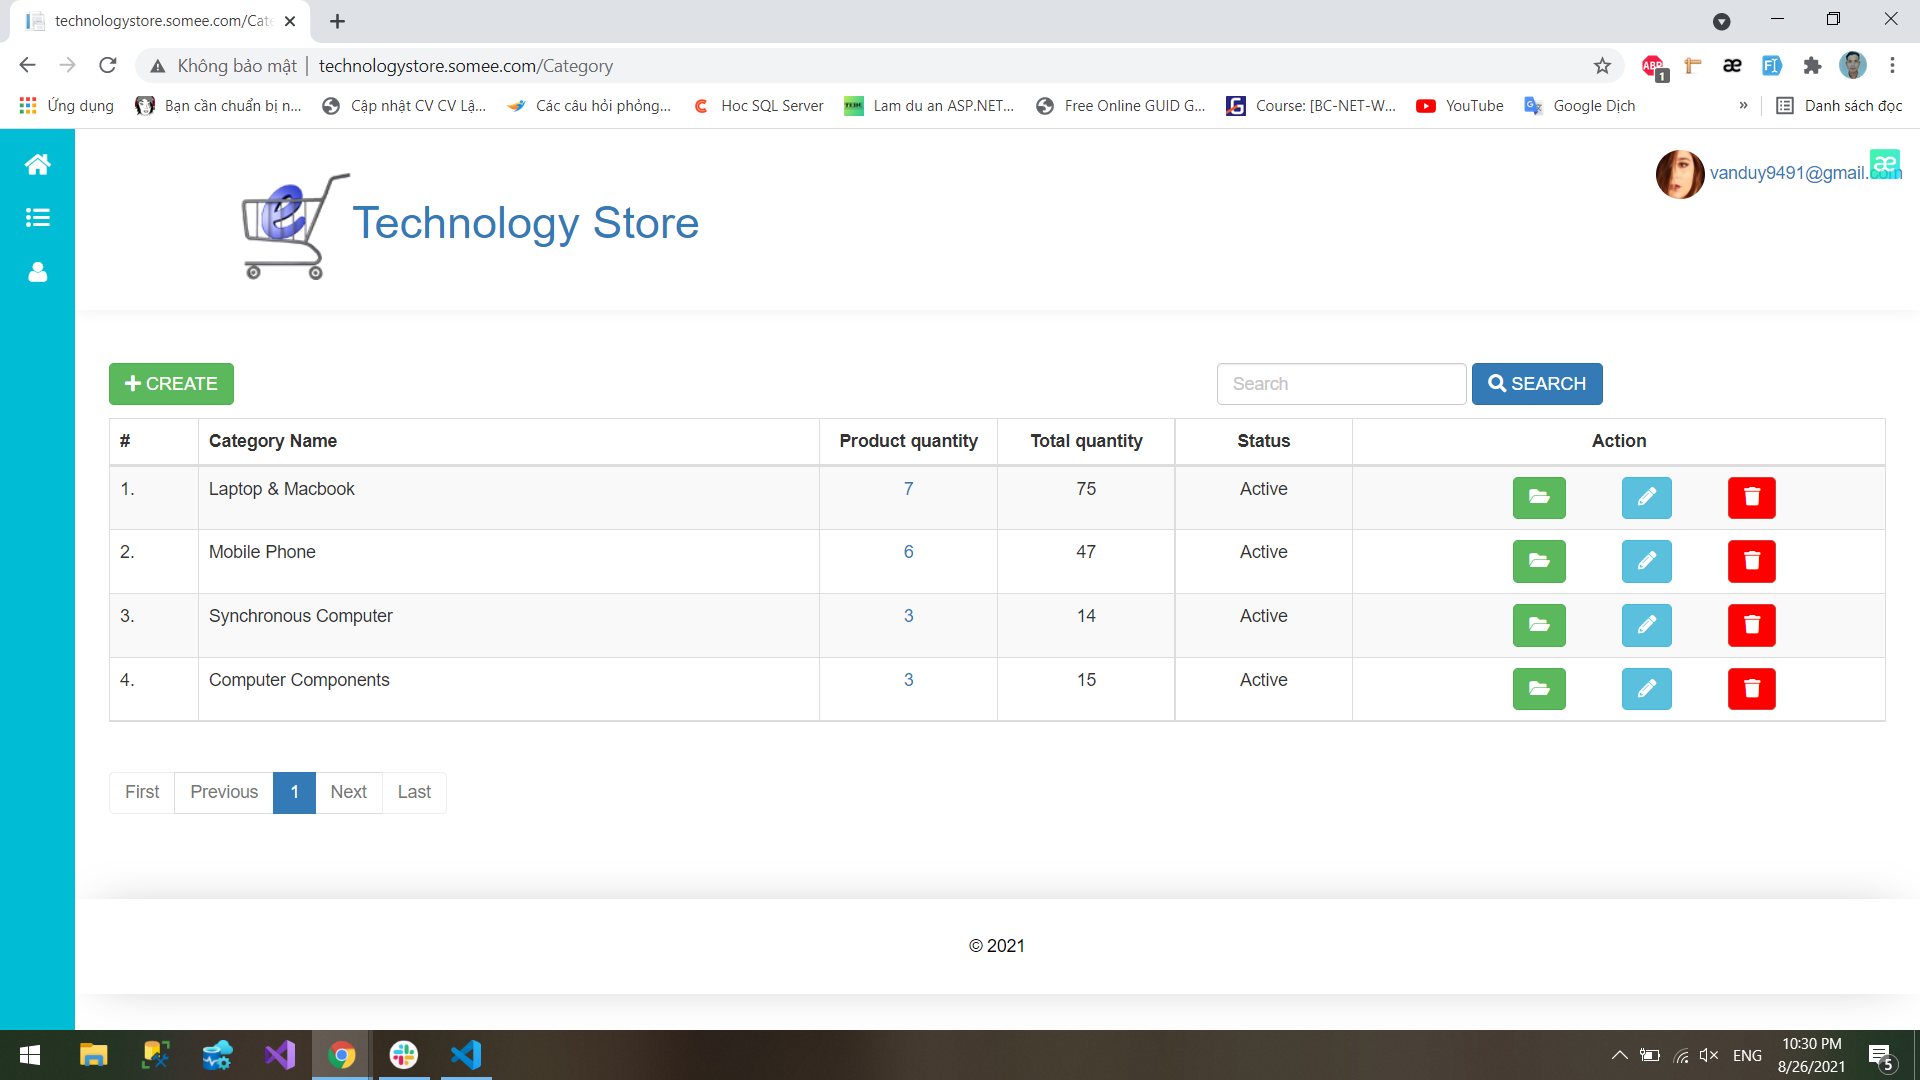 technologystore.somee.com/Cate
Không bảo mật | technologystore.somee.com/Category
ABP 1 æ
Ứng dụng Bạn cần chuẩn bị n... Cập nhật CV CV Lậ... Các câu hỏi phỏng... Hoc SQL Server Lam du an ASP.NET... Free Online GUID G... Course: [BC-NET-W... YouTube Google Dịch » Danh sách đọc
Technology Store
vanduy9491@gmail.com
æ
CREATE
Search SEARCH
# Category Name Product quantity Total quantity Status Action
1. Laptop & Macbook 7 75 Active
2. Mobile Phone 6 47 Active
3. Synchronous Computer 3 14 Active
4. Computer Components 3 15 Active
First Previous 1 Next Last
© 2021
ENG
10:30 PM
8/26/2021
5